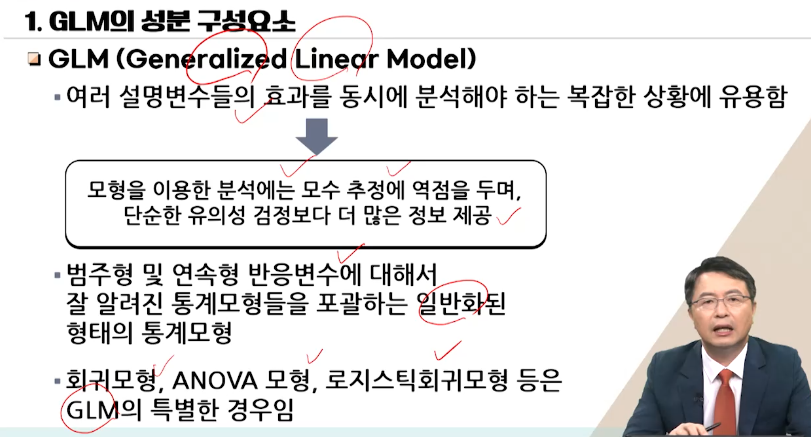 1. GLM의 성분 구성요소
GLM (Generalized Linear Model)
여러 설명변수들의 효과를 동시에 분석해야 하는 복잡한 상황에 유용함
모형을 이용한 분석에는 모수 추정에 역점을 두며,
단순한 유의성 검정보다 더 많은 정보 제공
범주형 및 연속형 반응변수에 대해서
잘 알려진 통계모형들을 포괄하는 일반화된
형태의 통계모형
회귀모형, ANOVA 모형, 로지스틱회귀모형 등은
GLM의 특별한 경우임